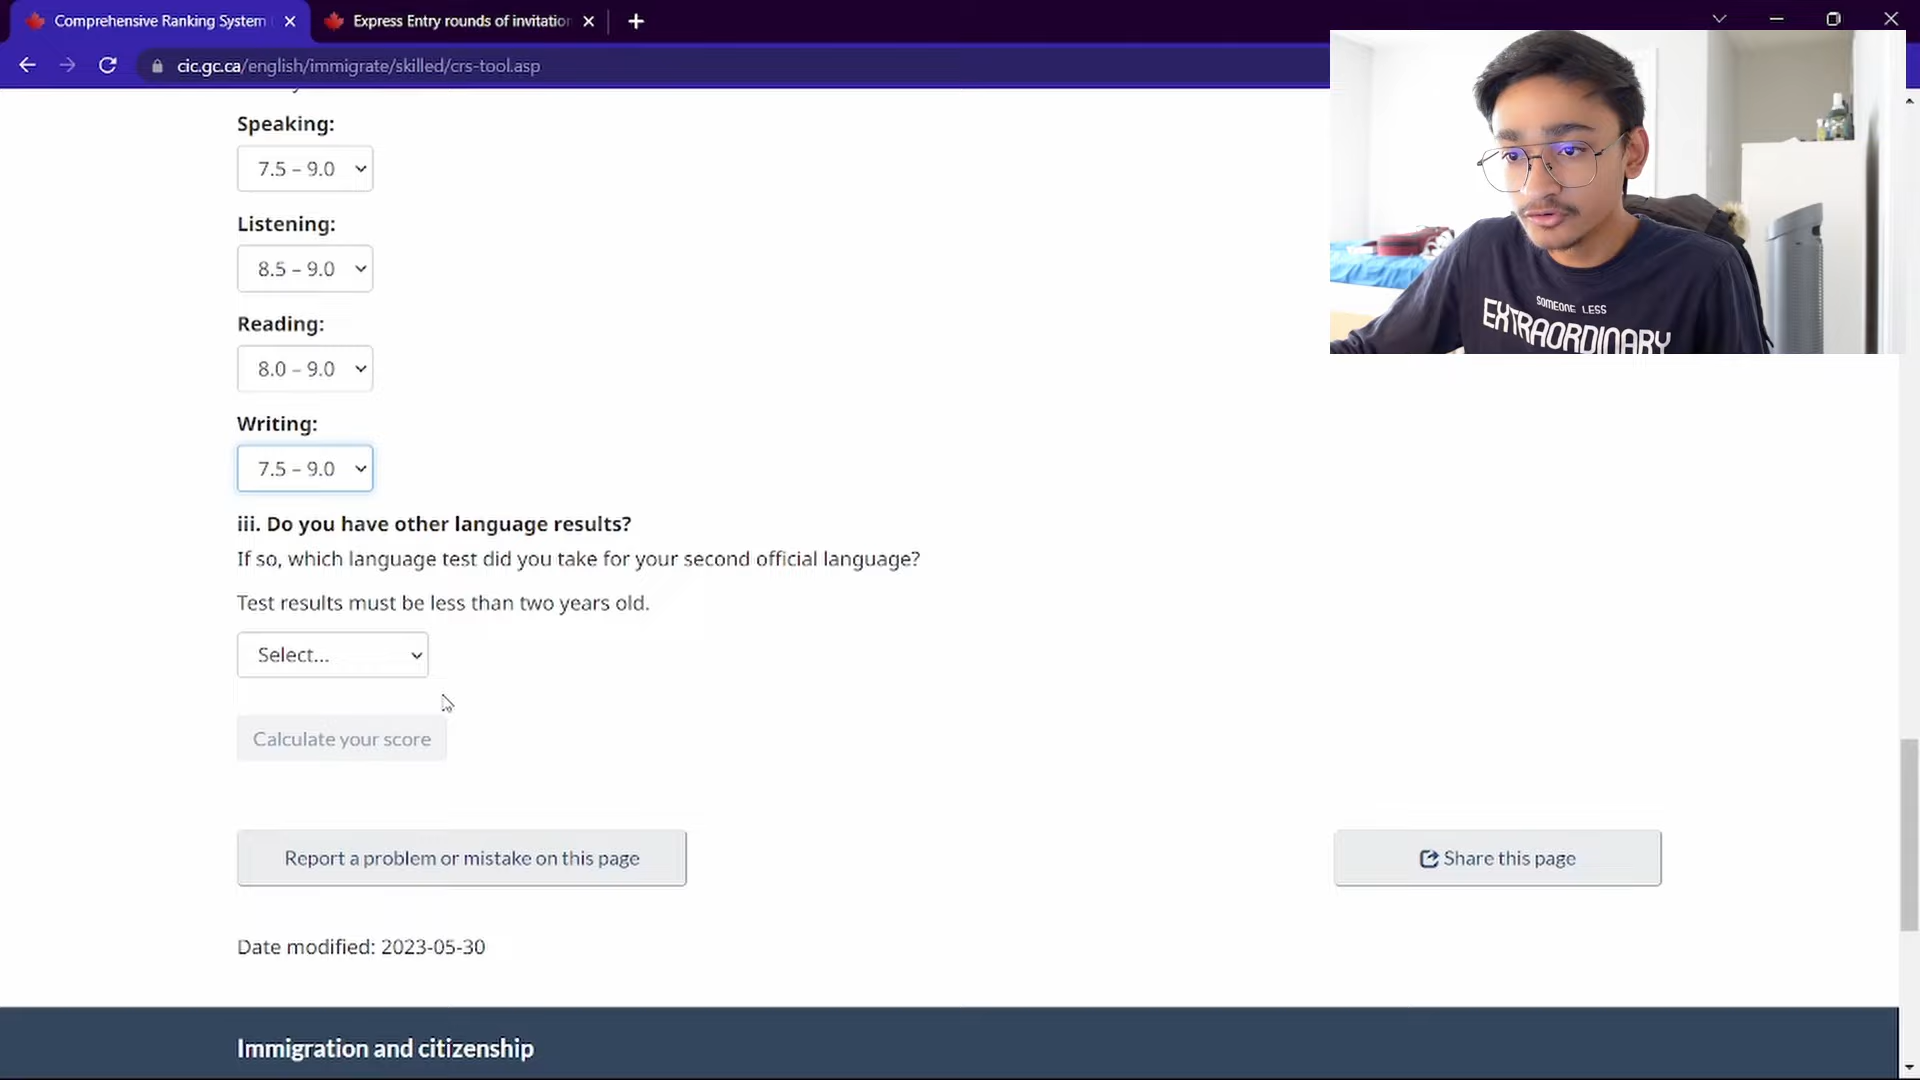 Comprehensive Ranking System
Express Entry rounds of invitation
cic.gc.ca/english/immigrate/skilled/crs-tool.asp
Speaking:
7.5 – 9.0
Listening:
8.5 – 9.0
Reading:
8.0 – 9.0
Writing:
7.5 – 9.0
iii. Do you have other language results?
If so, which language test did you take for your second official language?
Test results must be less than two years old.
Select...
Calculate your score
Report a problem or mistake on this page
Share this page
Date modified: 2023-05-30
Immigration and citizenship
SOMEONE LESS
EXTRAORDINARY